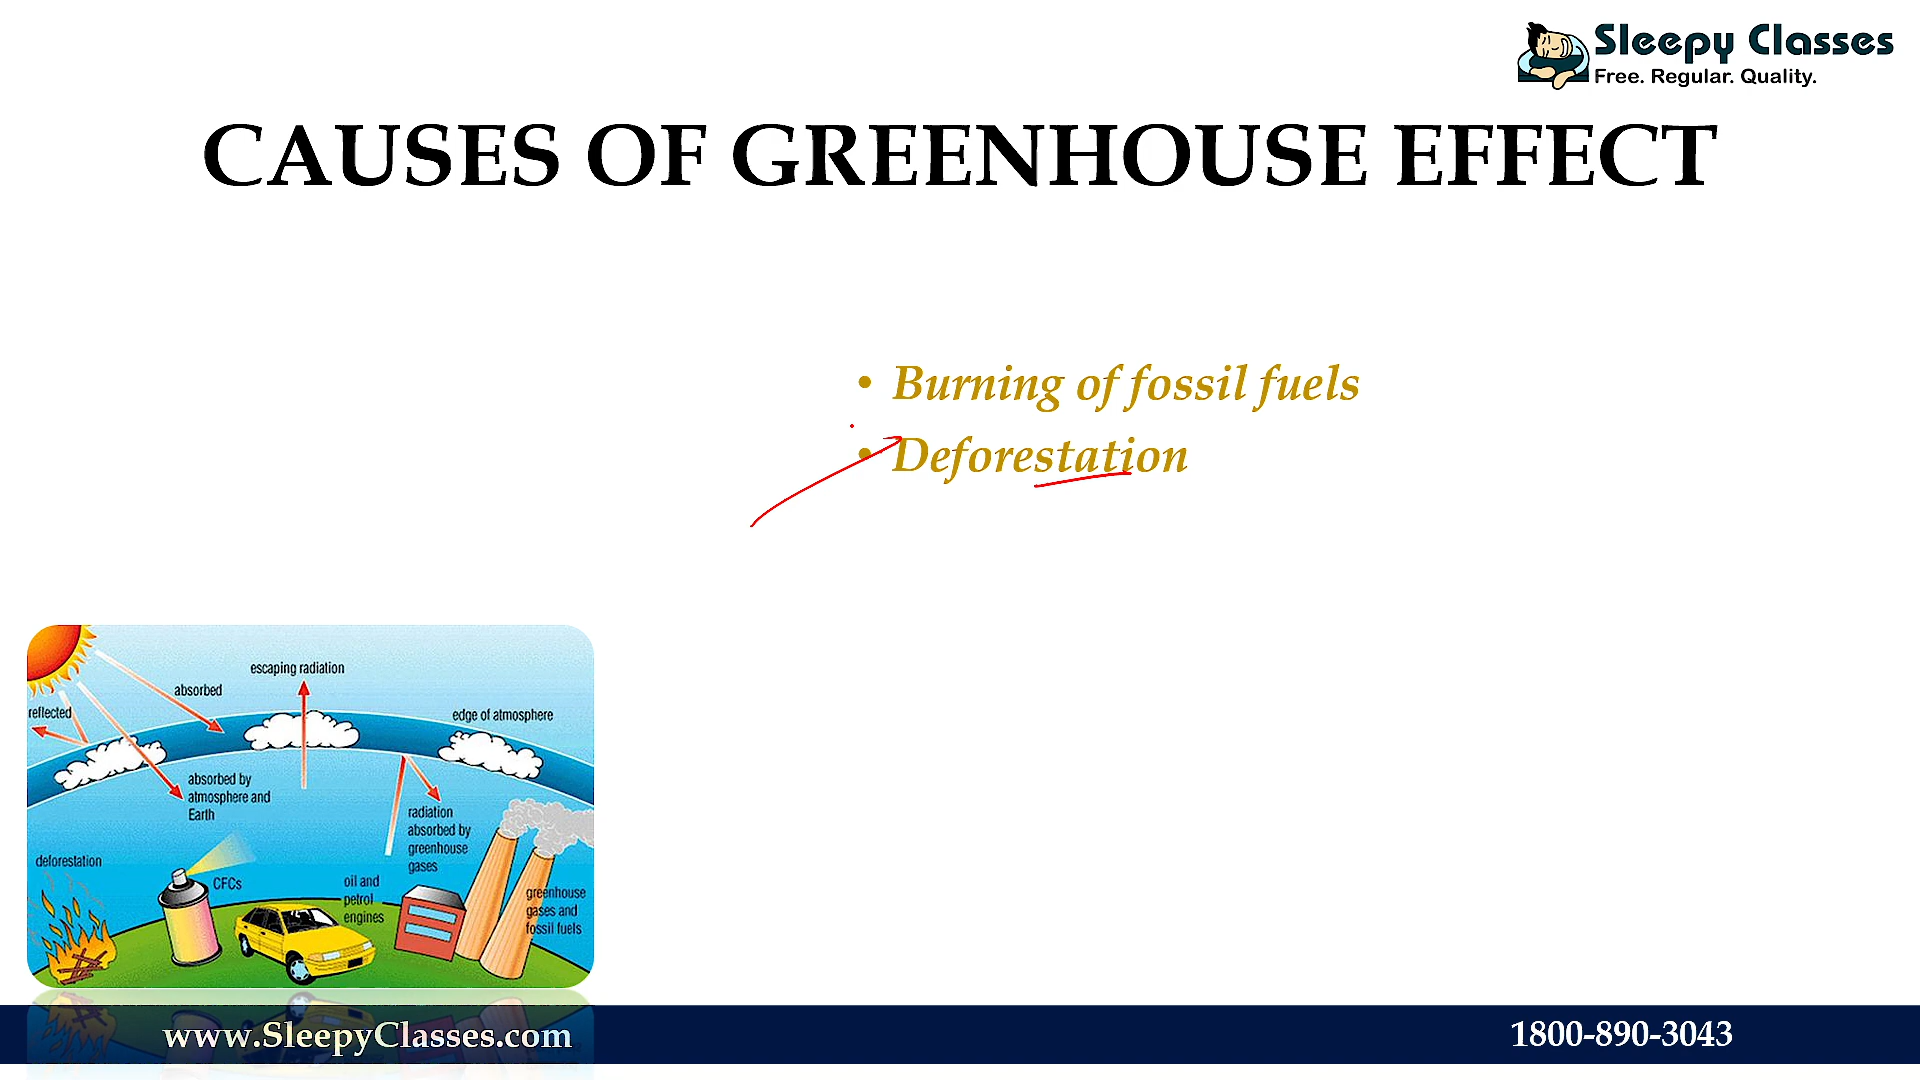 Sleepy Classes
Free. Regular. Quality.
CAUSES OF GREENHOUSE EFFECT
• Burning of fossil fuels
• Deforestation
escaping radiation
absorbed
reflected
edge of atmosphere
absorbed by
atmosphere and
Earth
radiation
absorbed by
greenhouse
gases
deforestation
CFCs
oil and
petrol
engines
greenhouse
gases and
fossil fuels
www.SleepyClasses.com
1800-890-3043